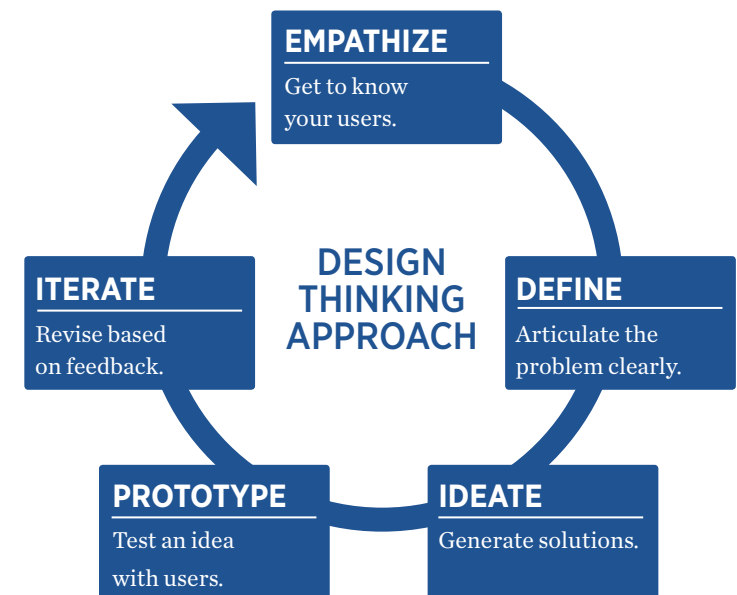 EMPATHIZE
Get to know
your users.
DESIGN
THINKING
APPROACH
DEFINE
Articulate the
problem clearly.
IDEATE
Generate solutions.
PROTOTYPE
Test an idea
with users.
ITERATE
Revise based
on feedback.